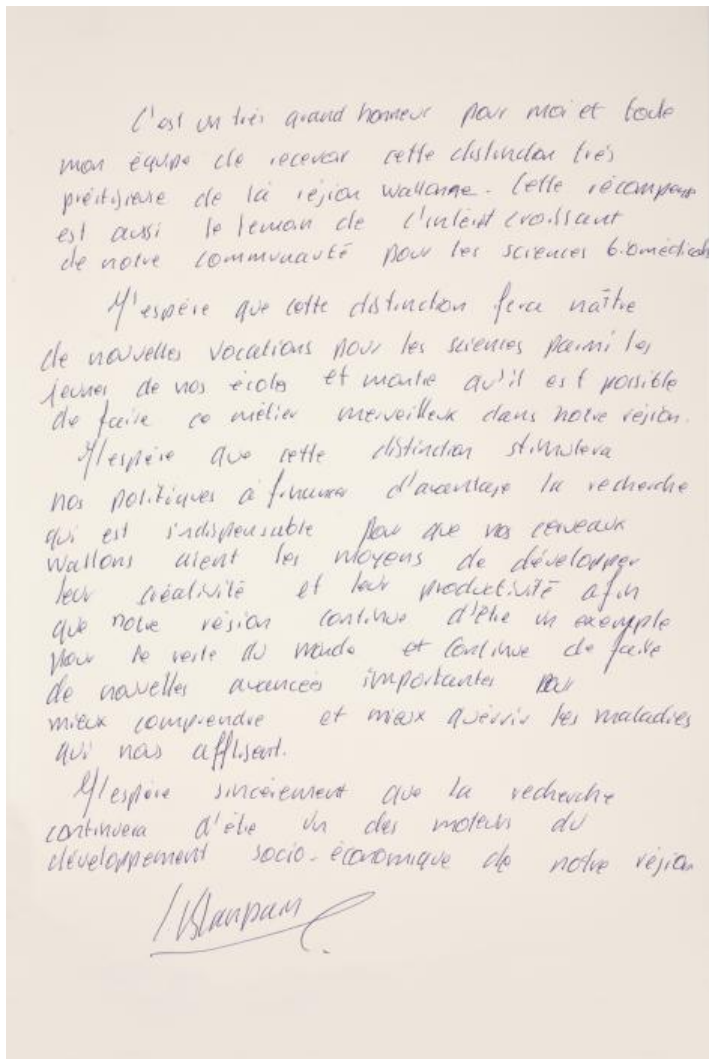 C'est un très grand honneur pour moi et toute
mon équipe de recevoir cette distinction très
prestigieuse de la région wallonne. Cette récompense
est aussi le temoin de l'intérêt croissant
de notre communauté pour les sciences biomédicales
J'espère que cette distinction fera naître
de nouvelles vocations pour les sciences parmi les
jeunes de nos écoles et montre qu'il est possible
de faire ce métier merveilleux dans notre région.
J'espère que cette distinction stimulera
nos politiques à financer d'avantage la recherche
qui est indispensable pour que nos cerveaux
wallons aient les moyens de développer
leur créativité et leur productivité afin
que notre région continue d'être un exemple
pour le reste du monde et continue de faire
de nouvelles avancées importantes pour
mieux comprendre et mieux guérrir les maladies
qui nous affligent.
J'espère sincèrement que la recherche
continuera d'être un des moteurs du
développement socio-économique de notre région
Blanpain